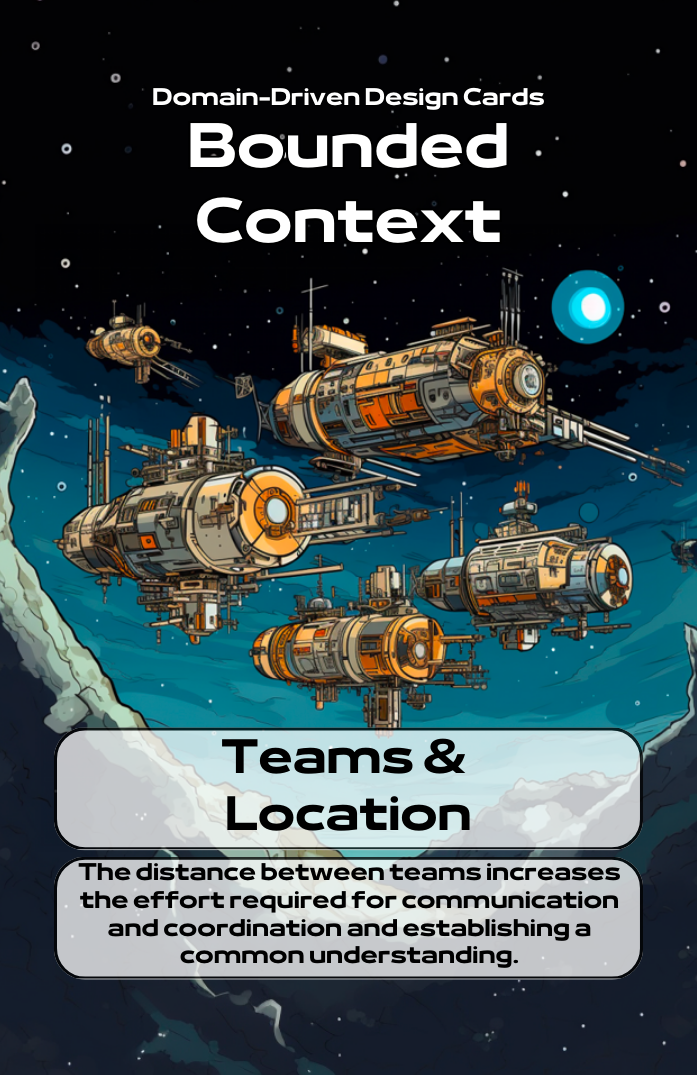 Domain-Driven Design Cards
Bounded
Context
Teams &
Location
The distance between teams increases
the effort required for communication
and coordination and establishing a
common understanding.